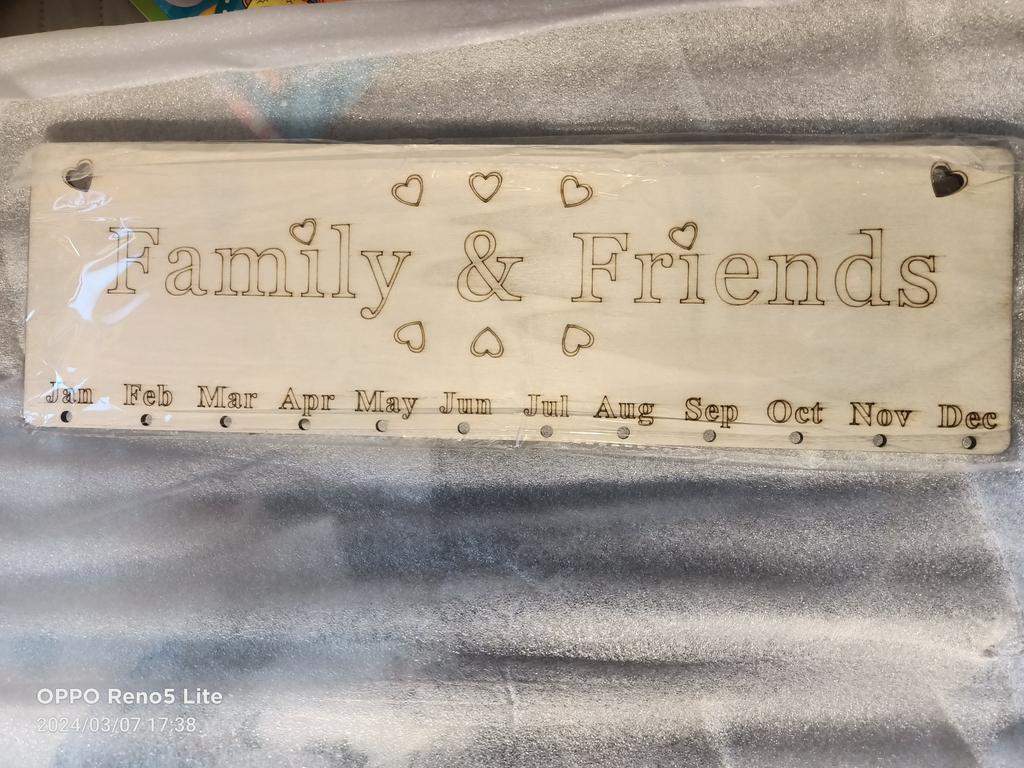 Family & Friends
Jan Feb Mar Apr May Jun Jul Aug Sep Oct Nov Dec
OPPO Reno5 Lite
2024/03/07 17:38